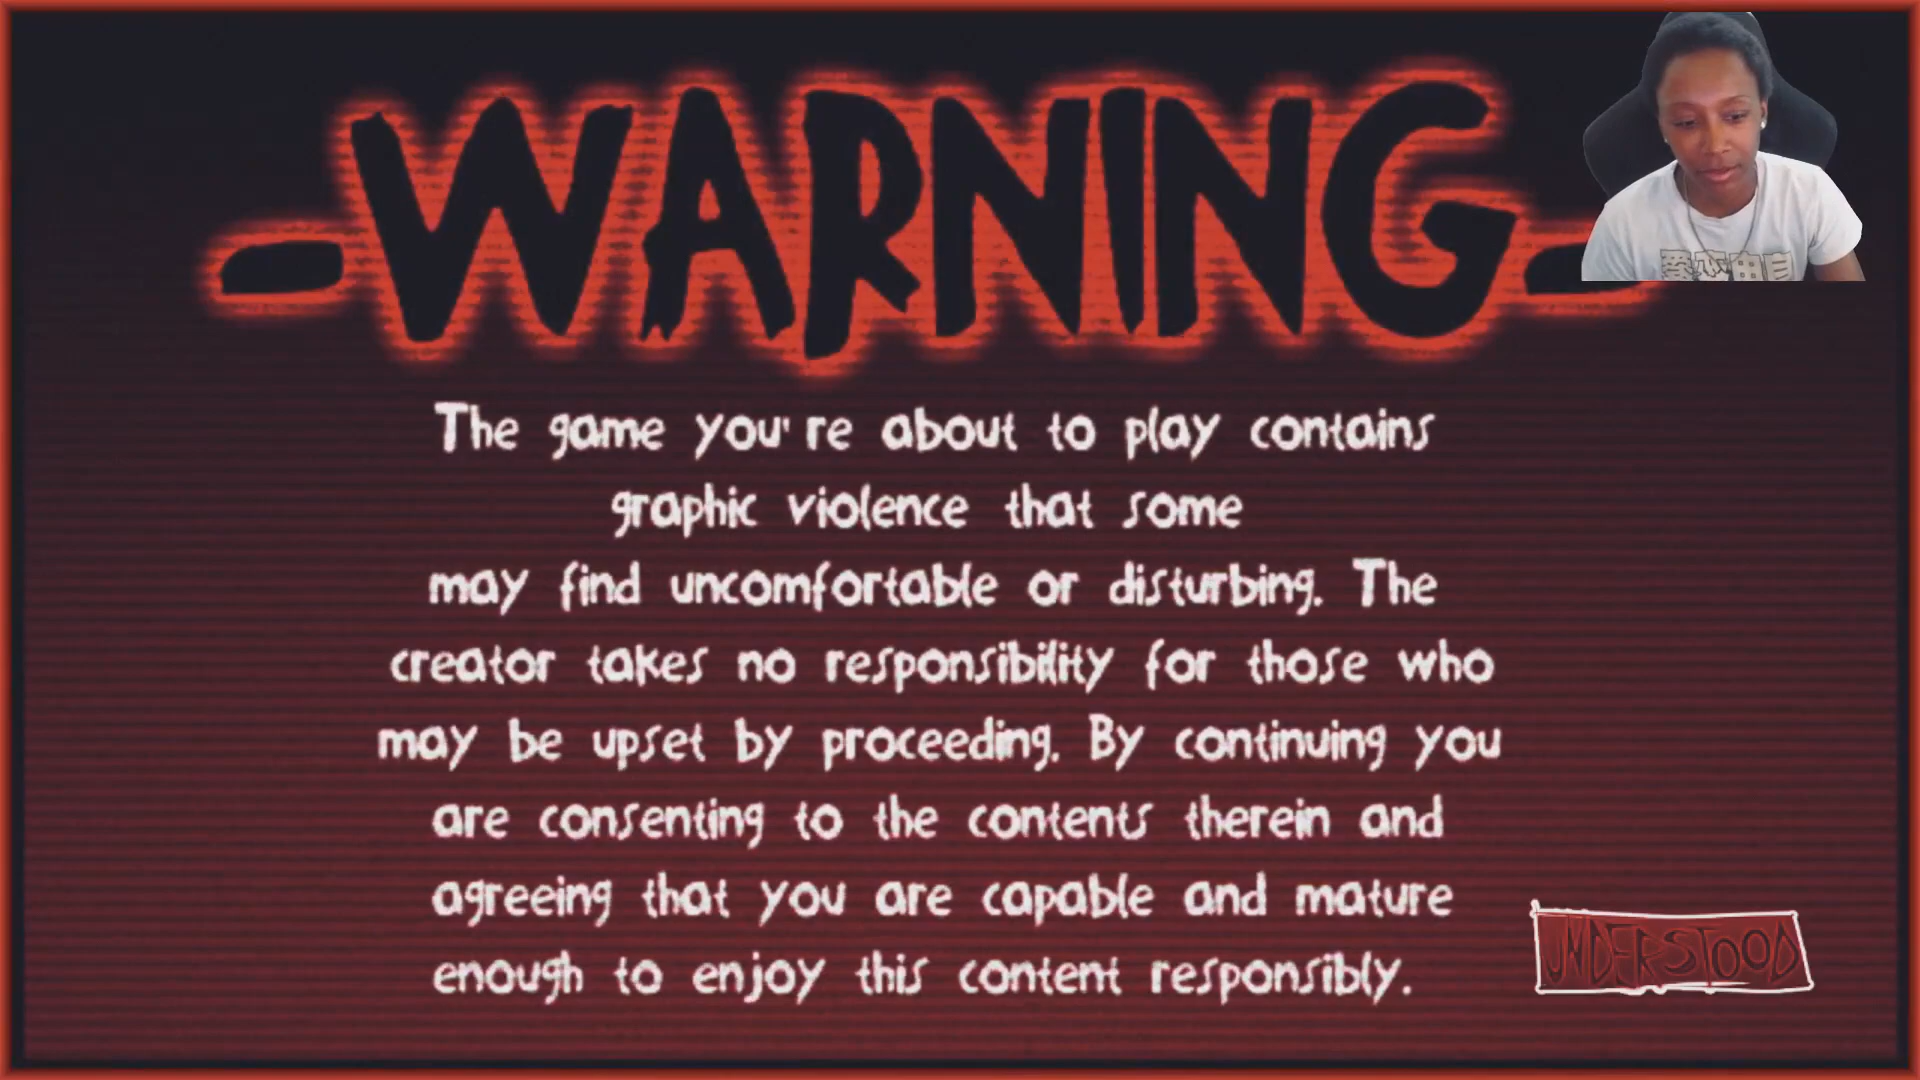 -WARNING-
The game you're about to play contains
graphic violence that some
may find uncomfortable or disturbing. The
creator takes no responsibility for those who
may be upset by proceeding. By continuing you
are consenting to the contents therein and
agreeing that you are capable and mature
enough to enjoy this content responsibly.
UNDERSTOOD